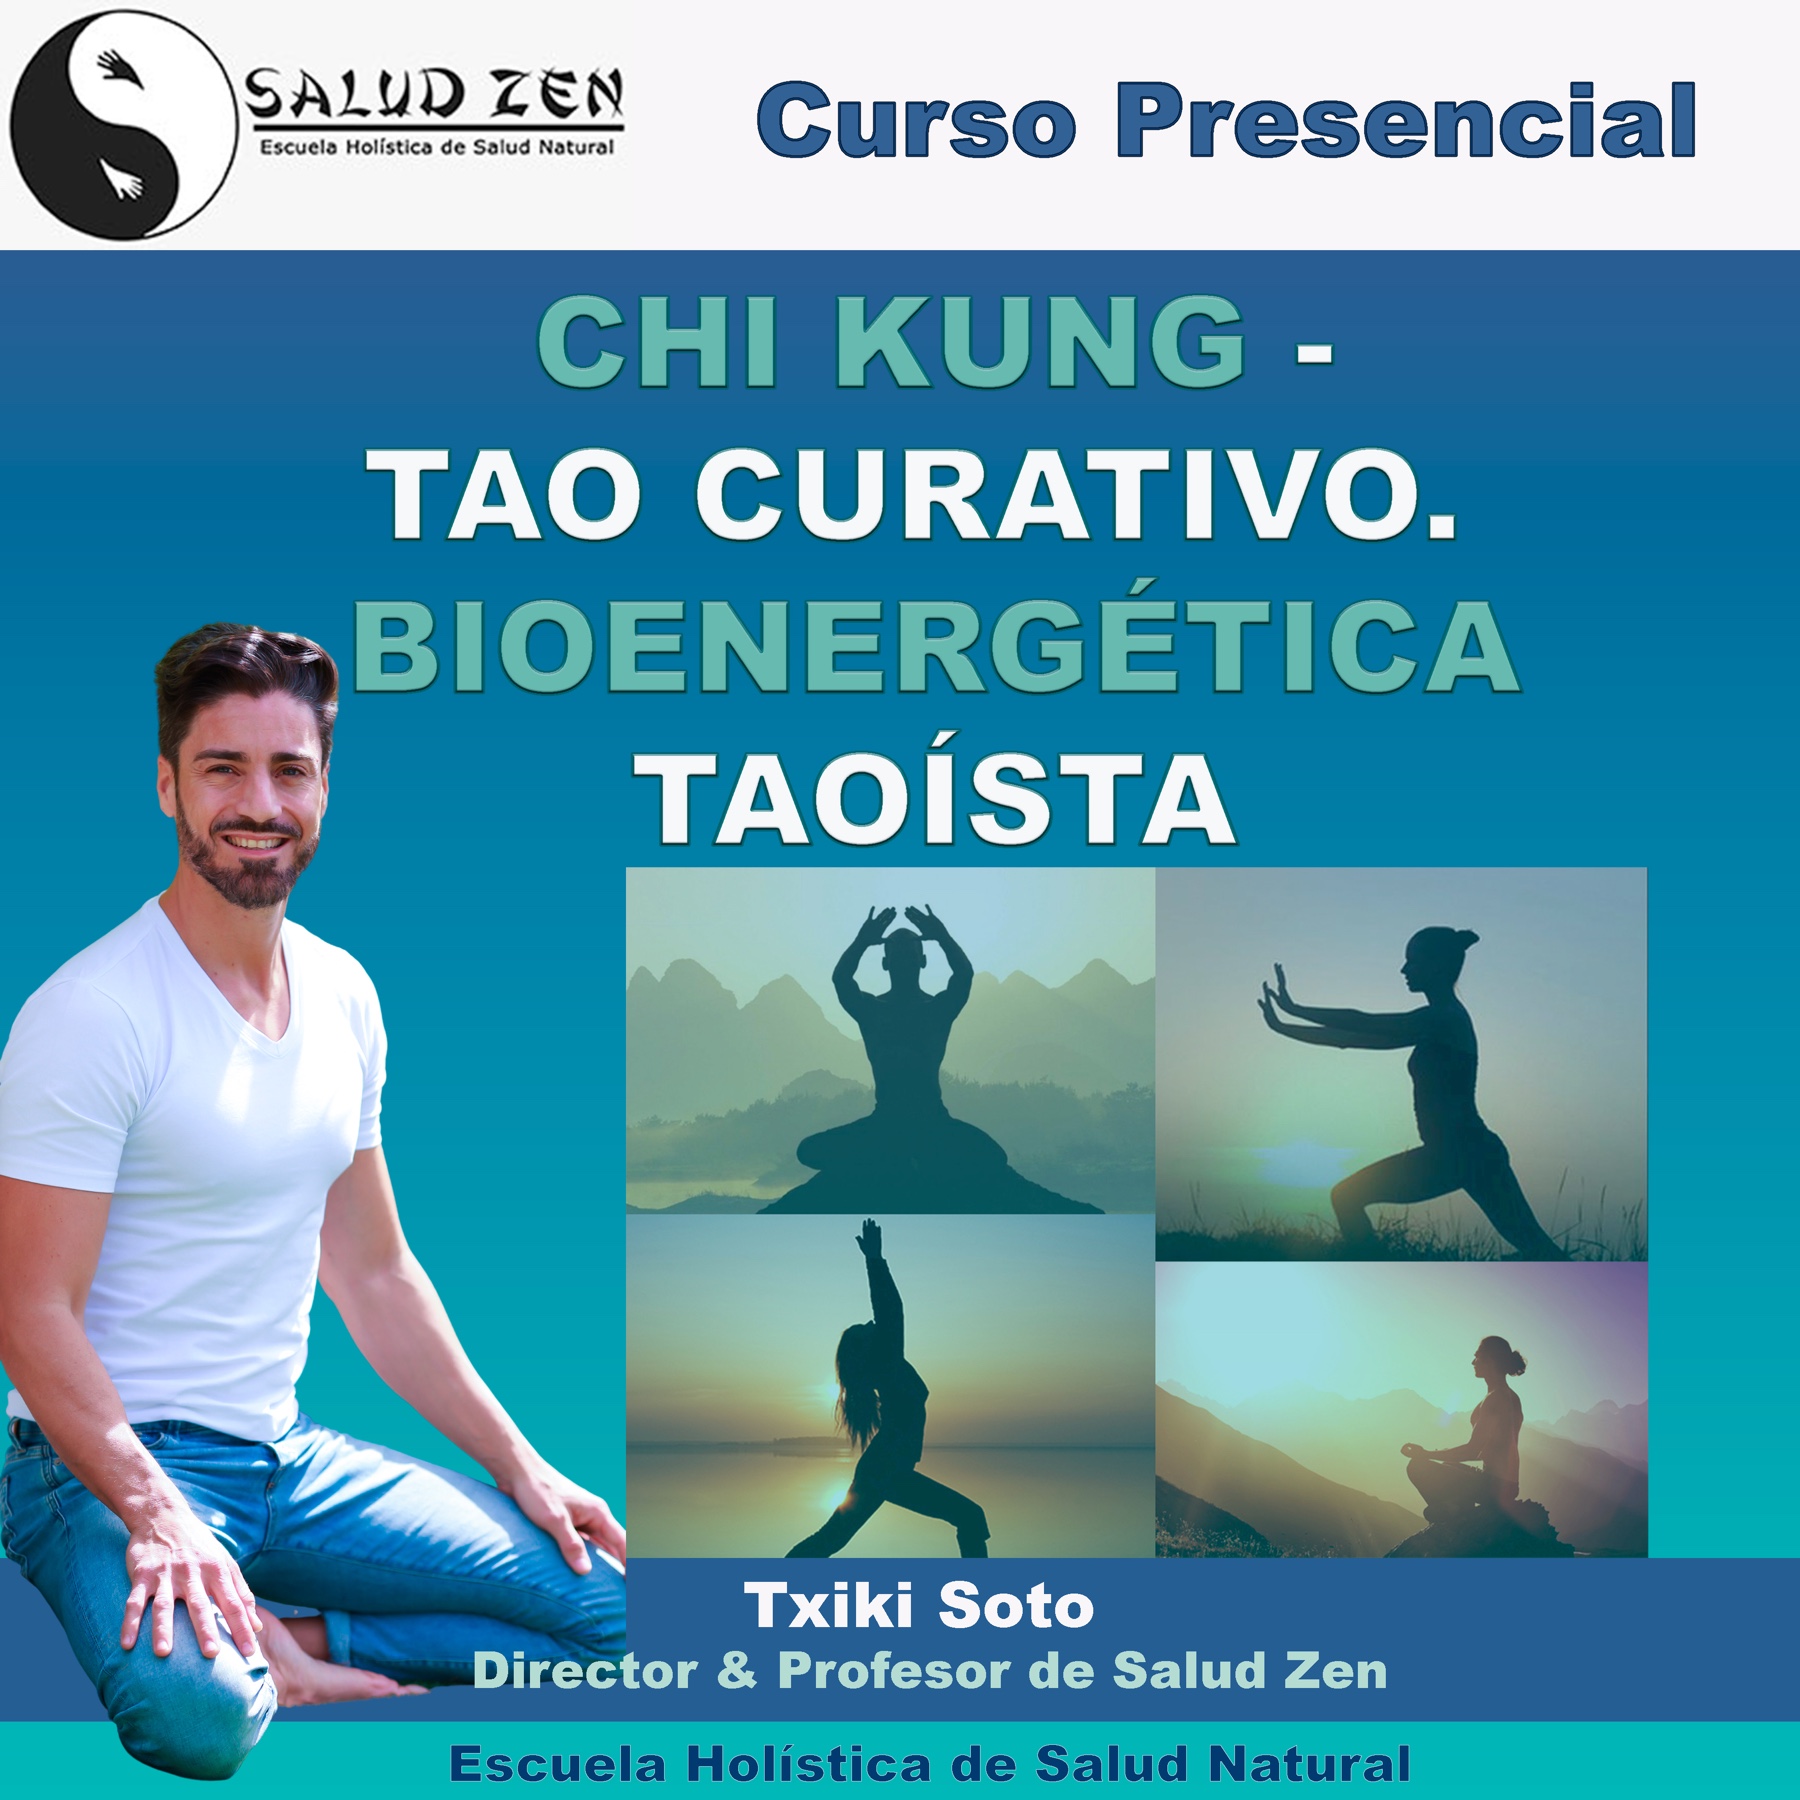 SALUD ZEN
Escuela Holística de Salud Natural
Curso Presencial
CHI KUNG -
TAO CURATIVO.
BIOENERGÉTICA
TAOÍSTA
Txiki Soto
Director & Profesor de Salud Zen
Escuela Holística de Salud Natural